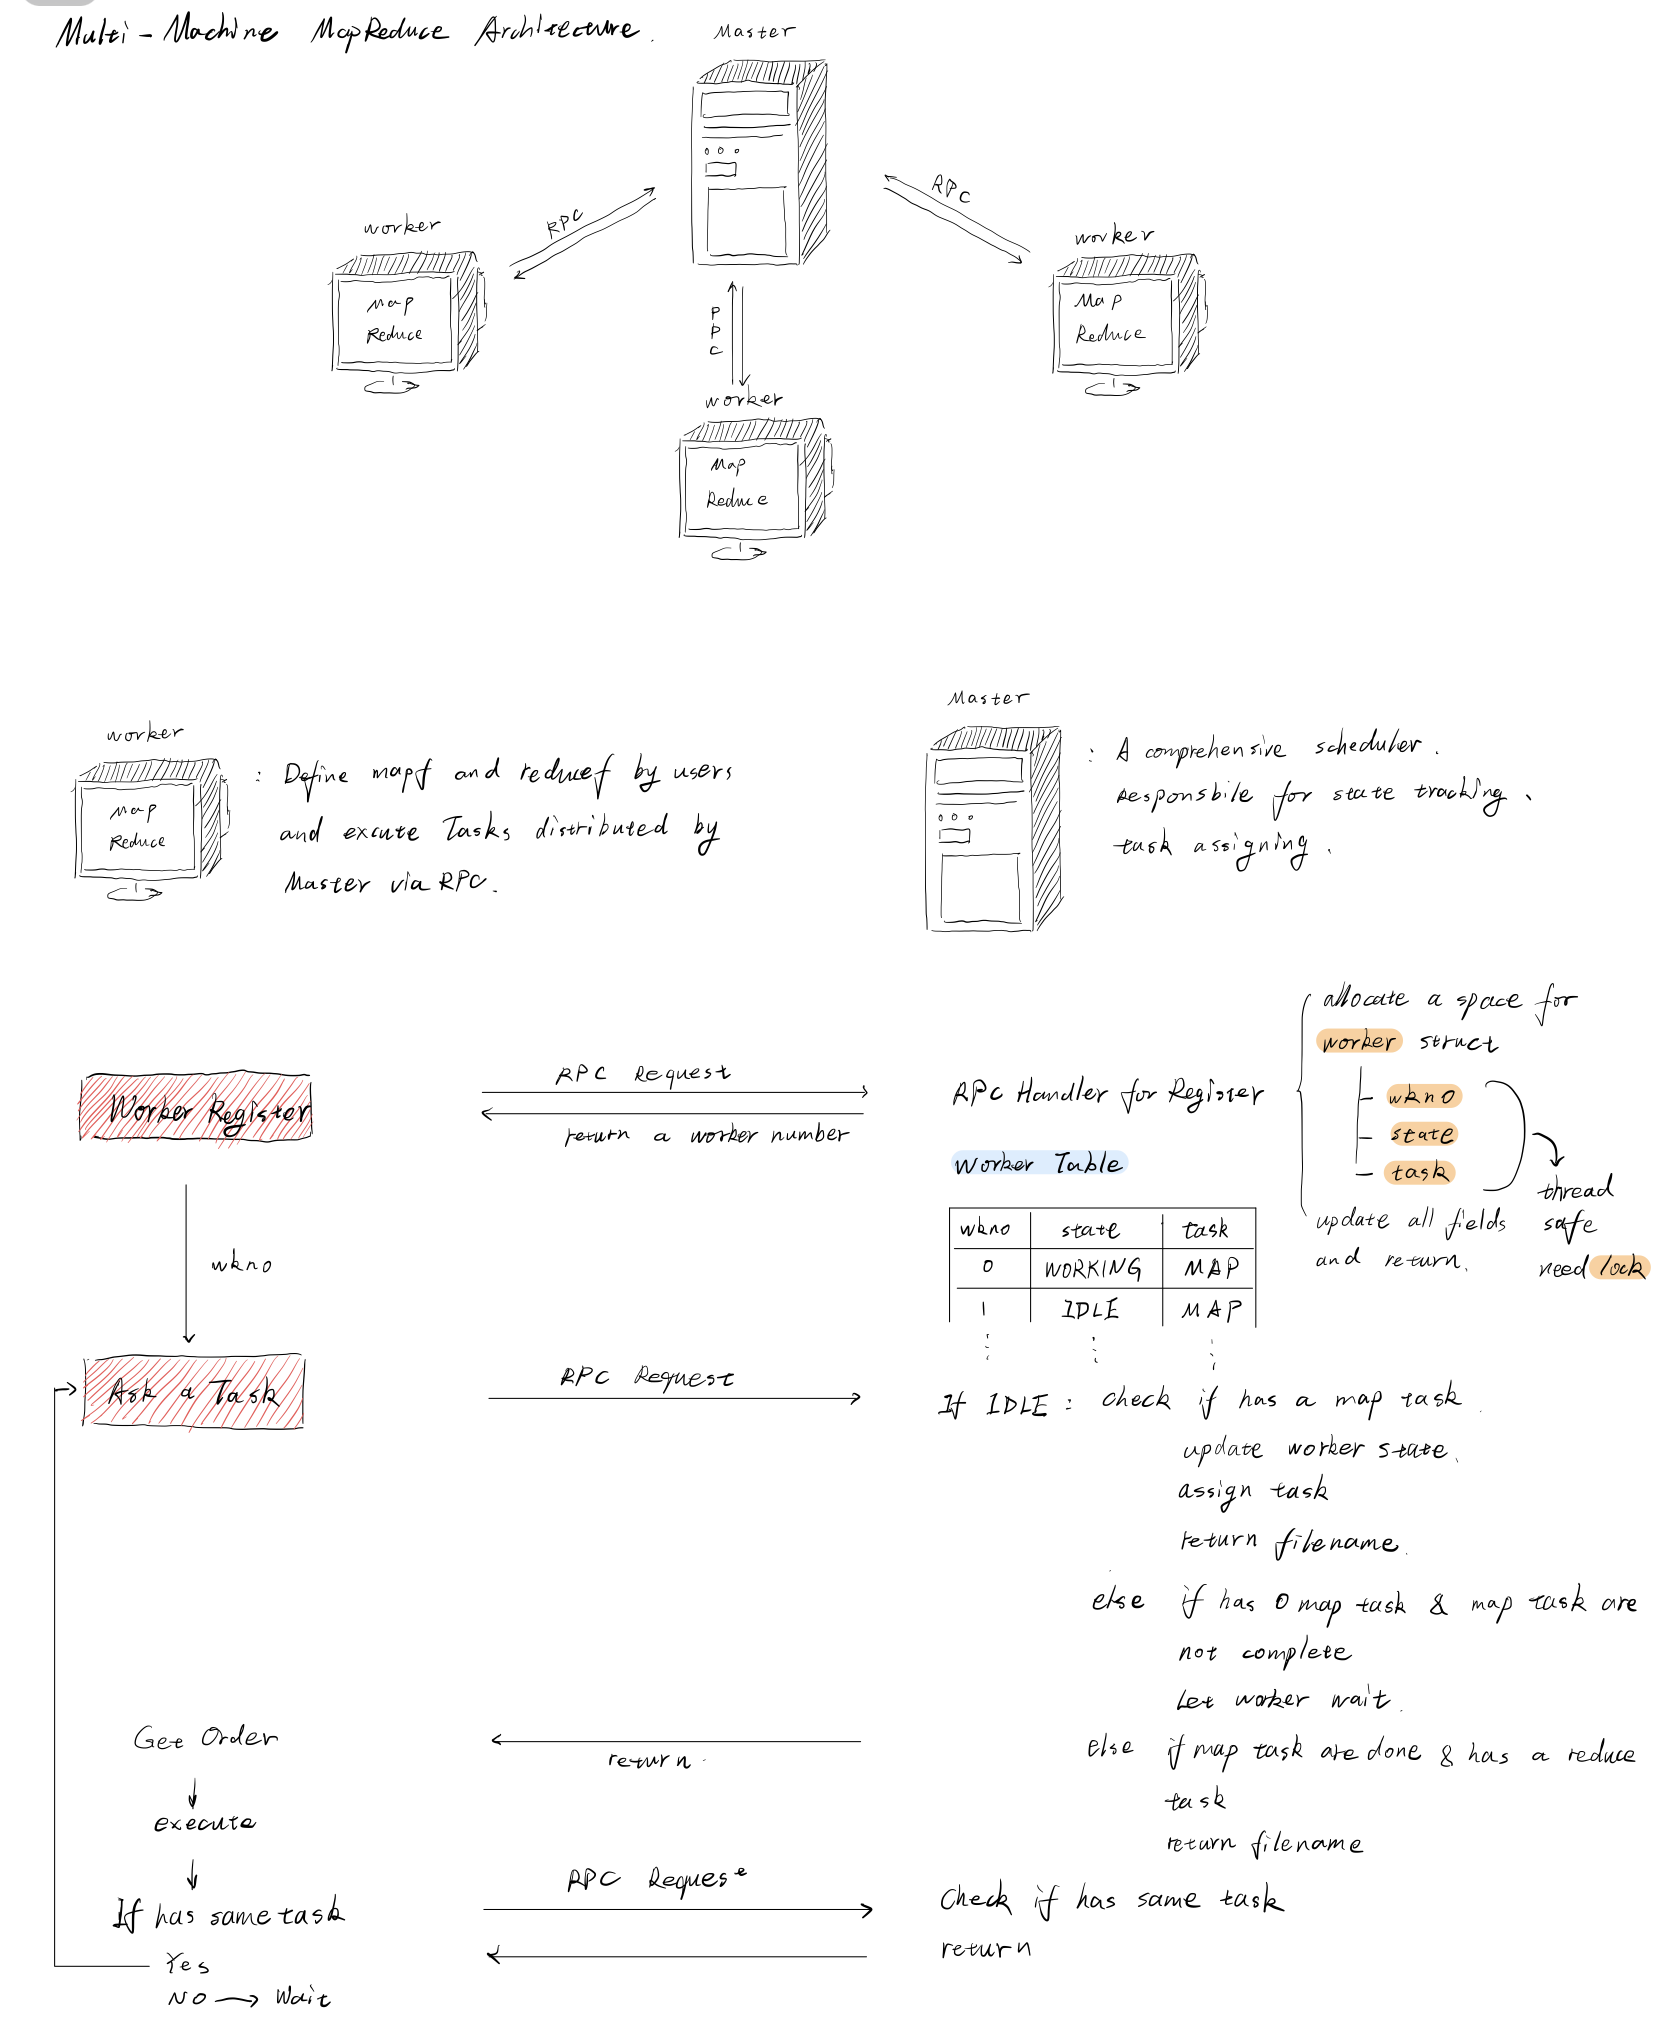 Multi-Machine MapReduce Architecture.
Master
RPC
RPC
worker
Map
Reduce
worker
Map
Reduce
PPC
worker
Map
Reduce
worker
Map
Reduce
: Define mapf and reducef by users
and excute Tasks distributed by
Master via RPC.
Master
: A comprehensive scheduler.
Responsbile for state tracking、
task assigning.
Worker Register
RPC Request
return a worker number
RPC Handler for Register
allocate a space for
worker struct
wkno
state
task
thread
safe
need lock
update all fields
and return.
Worker Table
wkno state task
0 WORKING MAP
1 IDLE MAP
wkno
Ask a Task
RPC Request
If IDLE: check if has a map task.
update worker state.
assign task
return filename.
else if has 0 map task & map task are
not complete
Let worker wait.
else if map task are done & has a reduce
task
return filename
return.
Get Order
execute
If has same task
Yes
NO → Wait
RPC Request
Check if has same task
return